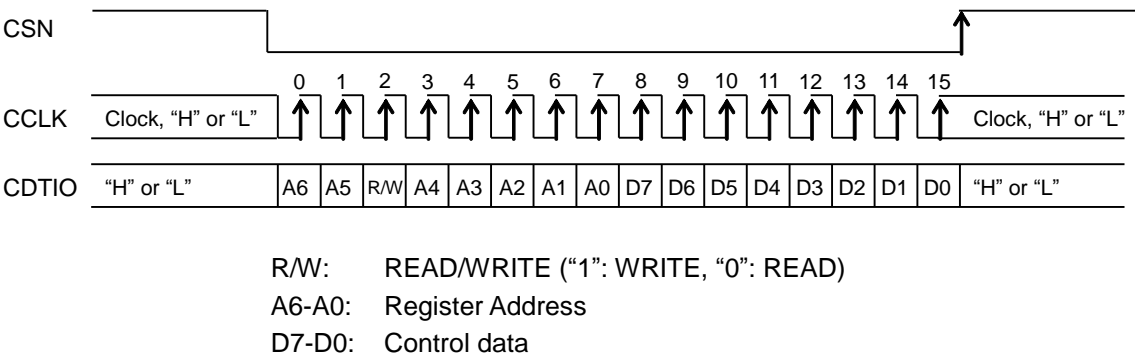 CSN
0 1 2 3 4 5 6 7 8 9 10 11 12 13 14 15
CCLK Clock, “H” or “L” Clock, “H” or “L”
CDTIO “H” or “L” A6 A5 R/W A4 A3 A2 A1 A0 D7 D6 D5 D4 D3 D2 D1 D0 “H” or “L”
R/W: READ/WRITE (“1”: WRITE, “0”: READ)
A6-A0: Register Address
D7-D0: Control data